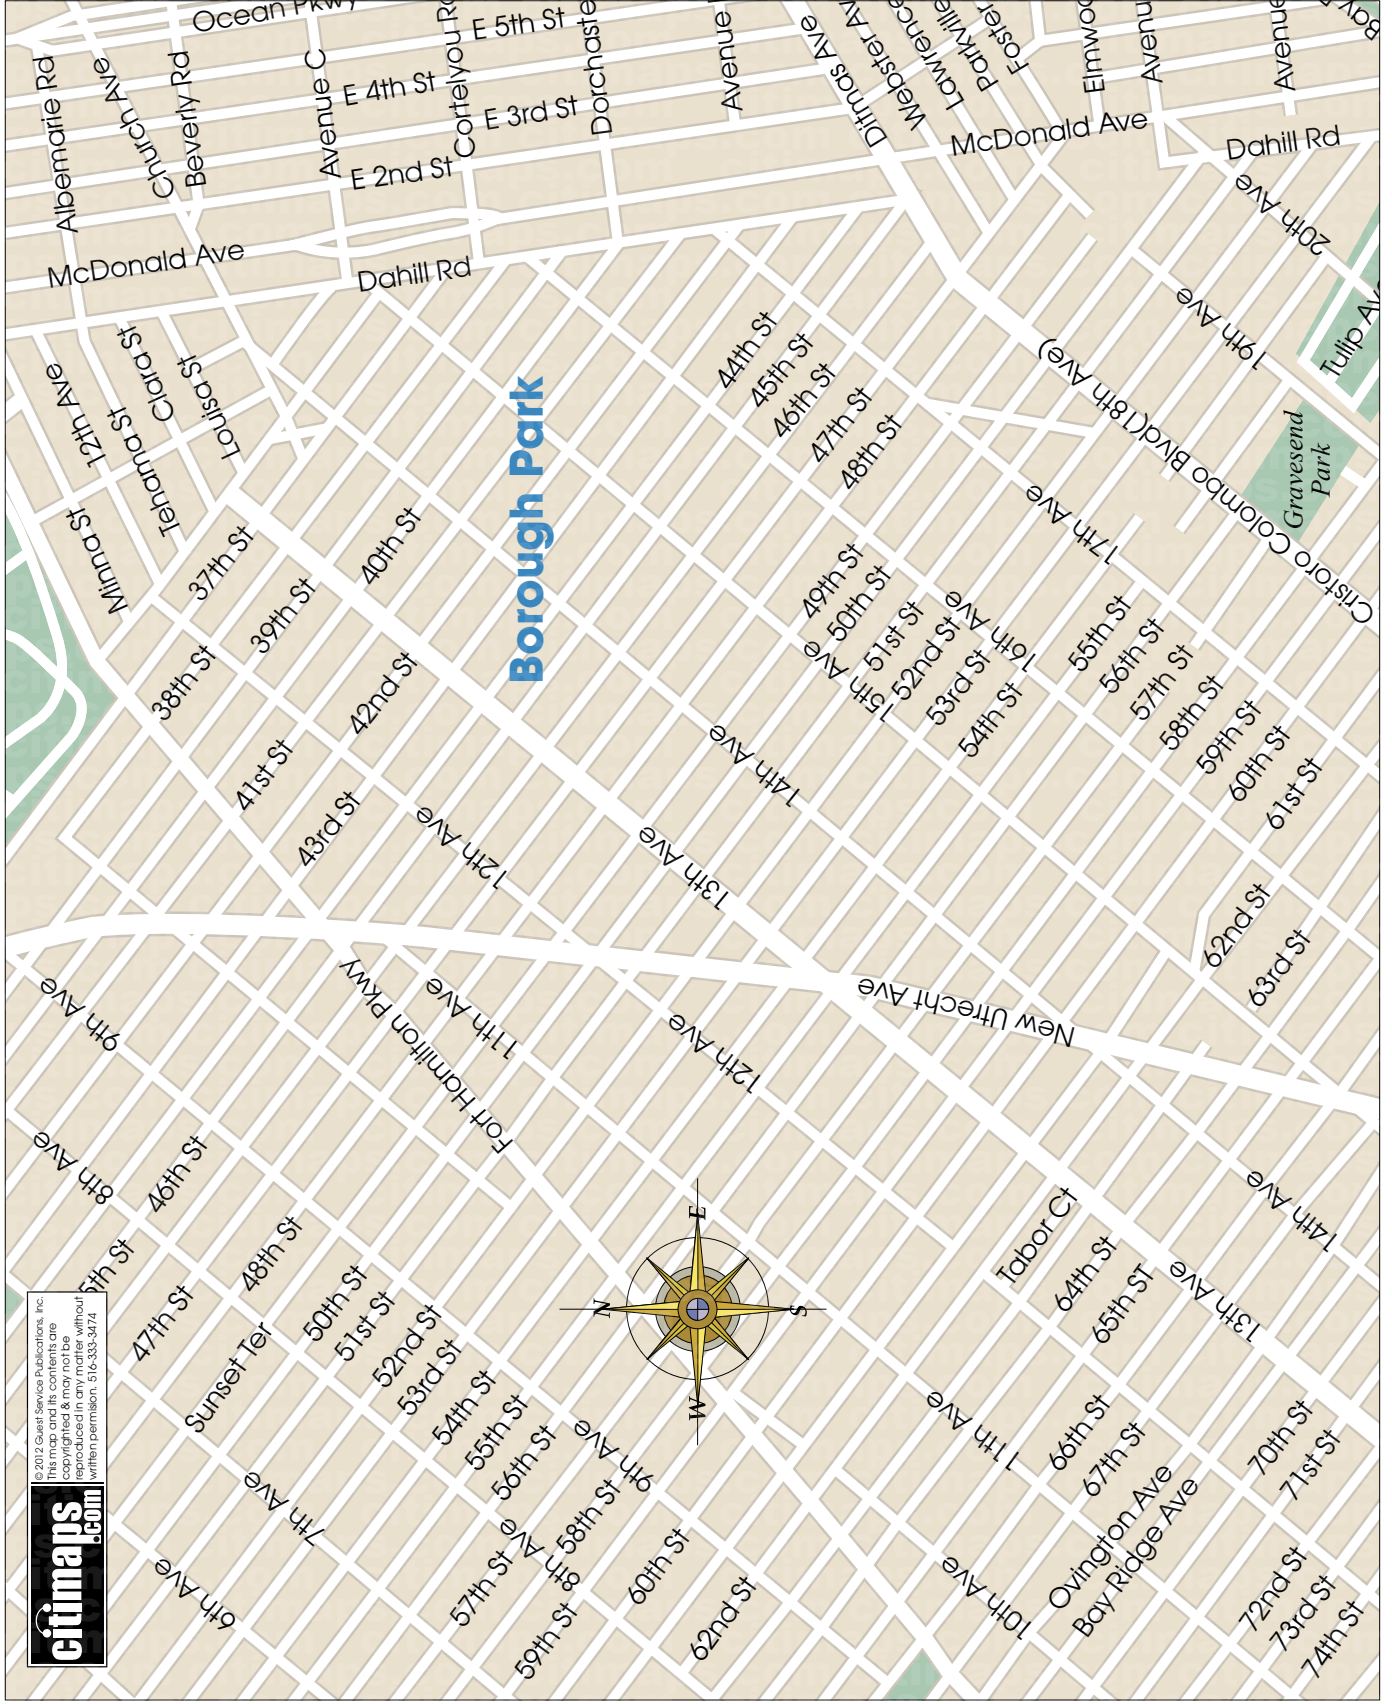 Ocean Pkwy
E 5th St
E 4th St
E 3rd St
E 2nd St
Albemarie Rd
Church Ave
Beverly Rd
Avenue C
Cortelyou Rd
Dorchaste
Avenue
Ditmas Ave
Webster Av
Lawrence
Parkville
Foster
Elmwoo
Avenu
Avenue
Bay
McDonald Ave
Dahill Rd
McDonald Ave
Dahill Rd
20th Ave
19th Ave
Tulip Av
Gravesend
Park
Cristoro Colombo Blvd(18th Ave)
12th Ave
Clara St
Tehama St
Louisa St
Minna St
Borough Park
44th St
45th St
46th St
47th St
48th St
17th Ave
37th St
39th St
40th St
38th St
42nd St
41st St
43rd St
49th St
50th St
51st St
52nd St
53rd St
54th St
15th Ave
16th Ave
55th St
56th St
57th St
58th St
59th St
60th St
61st St
62nd St
63rd St
14th Ave
13th Ave
12th Ave
New Utrecht Ave
9th Ave
Fort Hamilton Pkwy
11th Ave
12th Ave
8th Ave
46th St
5th St
47th St
48th St
Sunset Ter
50th St
51st St
52nd St
53rd St
54th St
55th St
56th St
9th Ave
58th St
8th Ave
57th St
59th St
60th St
62nd St
7th Ave
6th Ave
N
E
S
W
Tabor Ct
64th St
65th ST
14th Ave
13th Ave
11th Ave
66th St
67th St
Ovington Ave
Bay Ridge Ave
10th Ave
70th St
71st St
72nd St
73rd St
74th St
© 2012 Guest Service Publications, Inc.
This map and its contents are
copyrighted & may not be
reproduced in any matter without
written permision. 516-333-3474
citimaps
.com